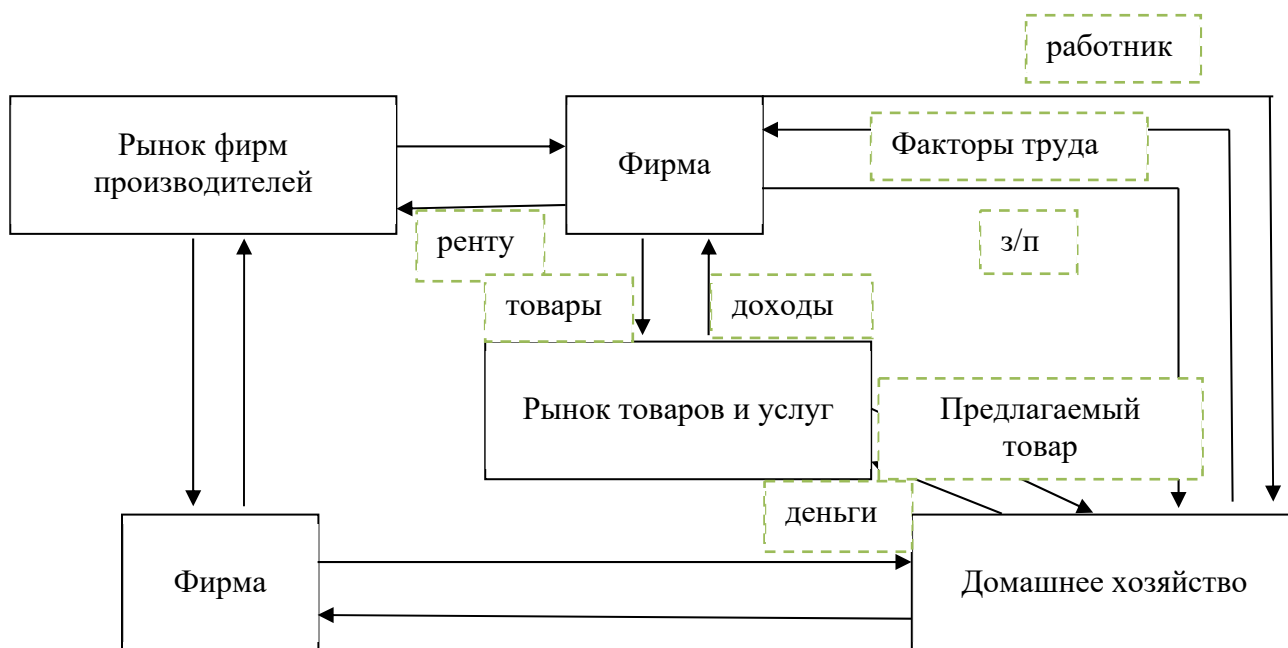 работник
Рынок фирм
производителей
Фирма
Факторы труда
ренту
з/п
товары
доходы
Рынок товаров и услуг
Предлагаемый
товар
деньги
Фирма
Домашнее хозяйство